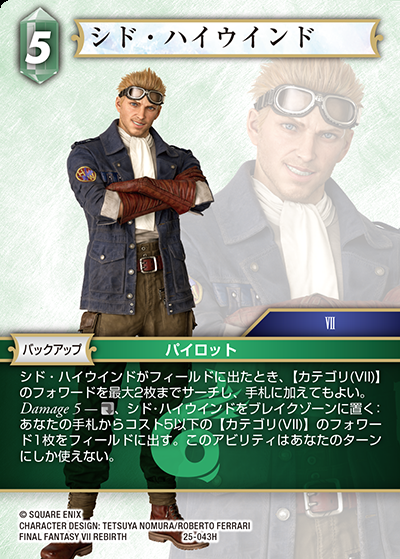 5
シド・ハイウインド
VII
バックアップ
パイロット
シド・ハイウインドがフィールドに出たとき、【カテゴリ(VII)】
のフォワードを最大2枚までサーチし、手札に加えてもよい。
Damage 5 — 、シド・ハイウインドをブレイクゾーンに置く:
あなたの手札からコスト5以下の【カテゴリ(VII)】のフォワー
ド1枚をフィールドに出す。このアビリティはあなたのターン
にしか使えない。
© SQUARE ENIX
CHARACTER DESIGN: TETSUYA NOMURA/ROBERTO FERRARI
FINAL FANTASY VII REBIRTH
25-043H